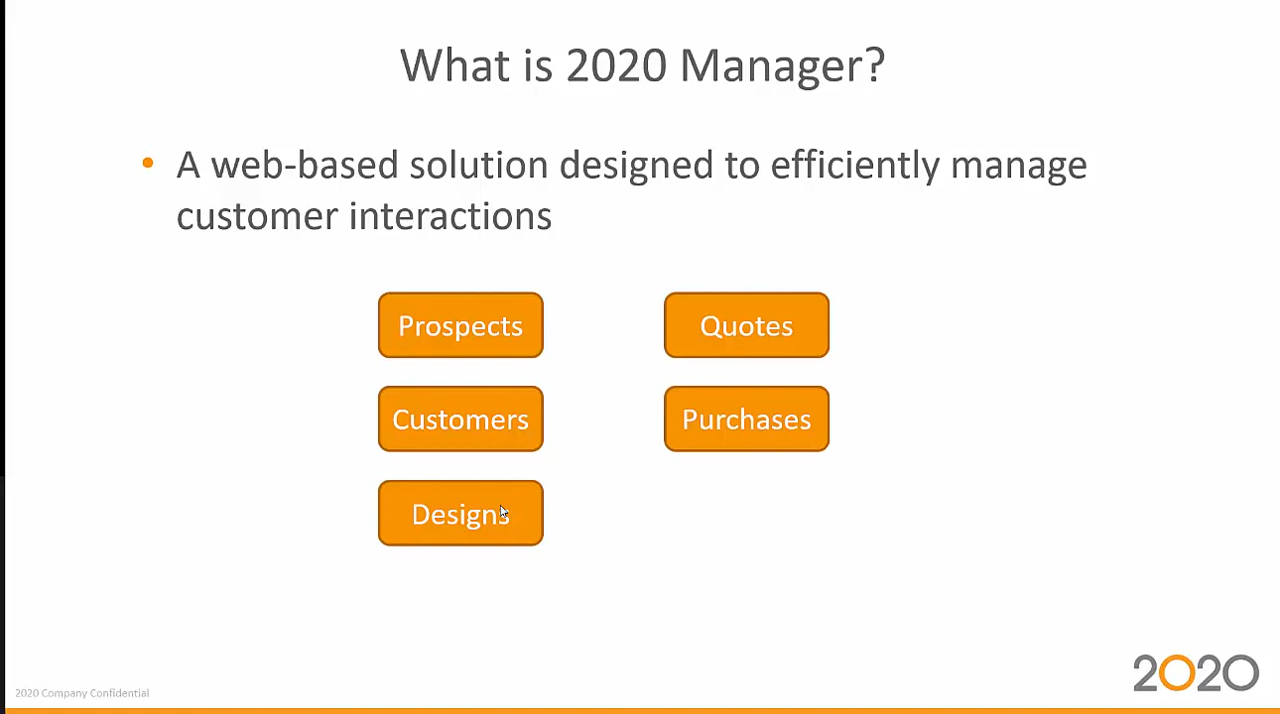 What is 2020 Manager?
• A web-based solution designed to efficiently manage
customer interactions
Prospects
Quotes
Customers
Purchases
Designs
2020 Company Confidential
2020